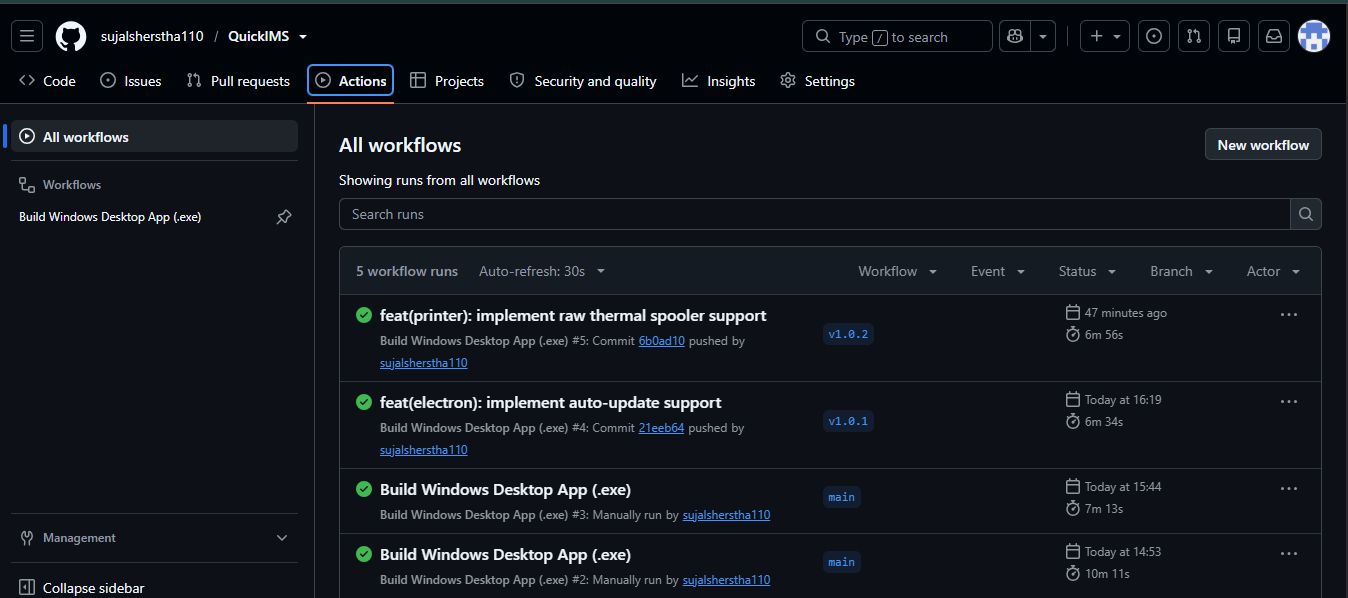 sujalsherstha110 / QuickIMS
Type / to search
Code
Issues
Pull requests
Actions
Projects
Security and quality
Insights
Settings
All workflows
Workflows
Build Windows Desktop App (.exe)
Management
Collapse sidebar
All workflows
New workflow
Showing runs from all workflows
Search runs
5 workflow runs
Auto-refresh: 30s
Workflow
Event
Status
Branch
Actor
feat(printer): implement raw thermal spooler support
Build Windows Desktop App (.exe) #5: Commit 6b0ad10 pushed by
sujalsherstha110
v1.0.2
47 minutes ago
6m 56s
feat(electron): implement auto-update support
Build Windows Desktop App (.exe) #4: Commit 21eeb64 pushed by
sujalsherstha110
v1.0.1
Today at 16:19
6m 34s
Build Windows Desktop App (.exe)
Build Windows Desktop App (.exe) #3: Manually run by sujalsherstha110
main
Today at 15:44
7m 13s
Build Windows Desktop App (.exe)
Build Windows Desktop App (.exe) #2: Manually run by sujalsherstha110
main
Today at 14:53
10m 11s